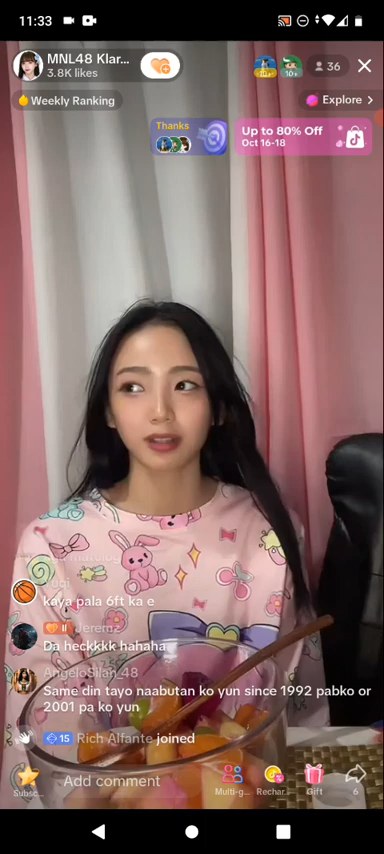 11:33
MNL48 Klar...
3.8K likes
36
Weekly Ranking
Explore
Thanks
Up to 80% Off
Oct 16-18
kaya pala 6ft ka e
Jeremz
Da heckkkk hahaha
AngeloSilan_48
Same din tayo naabutan ko yun since 1992 pabko or
2001 pa ko yun
15 Rich Alfante joined
Add comment
Subsc...
Multi-g...
Rechar...
Gift
6